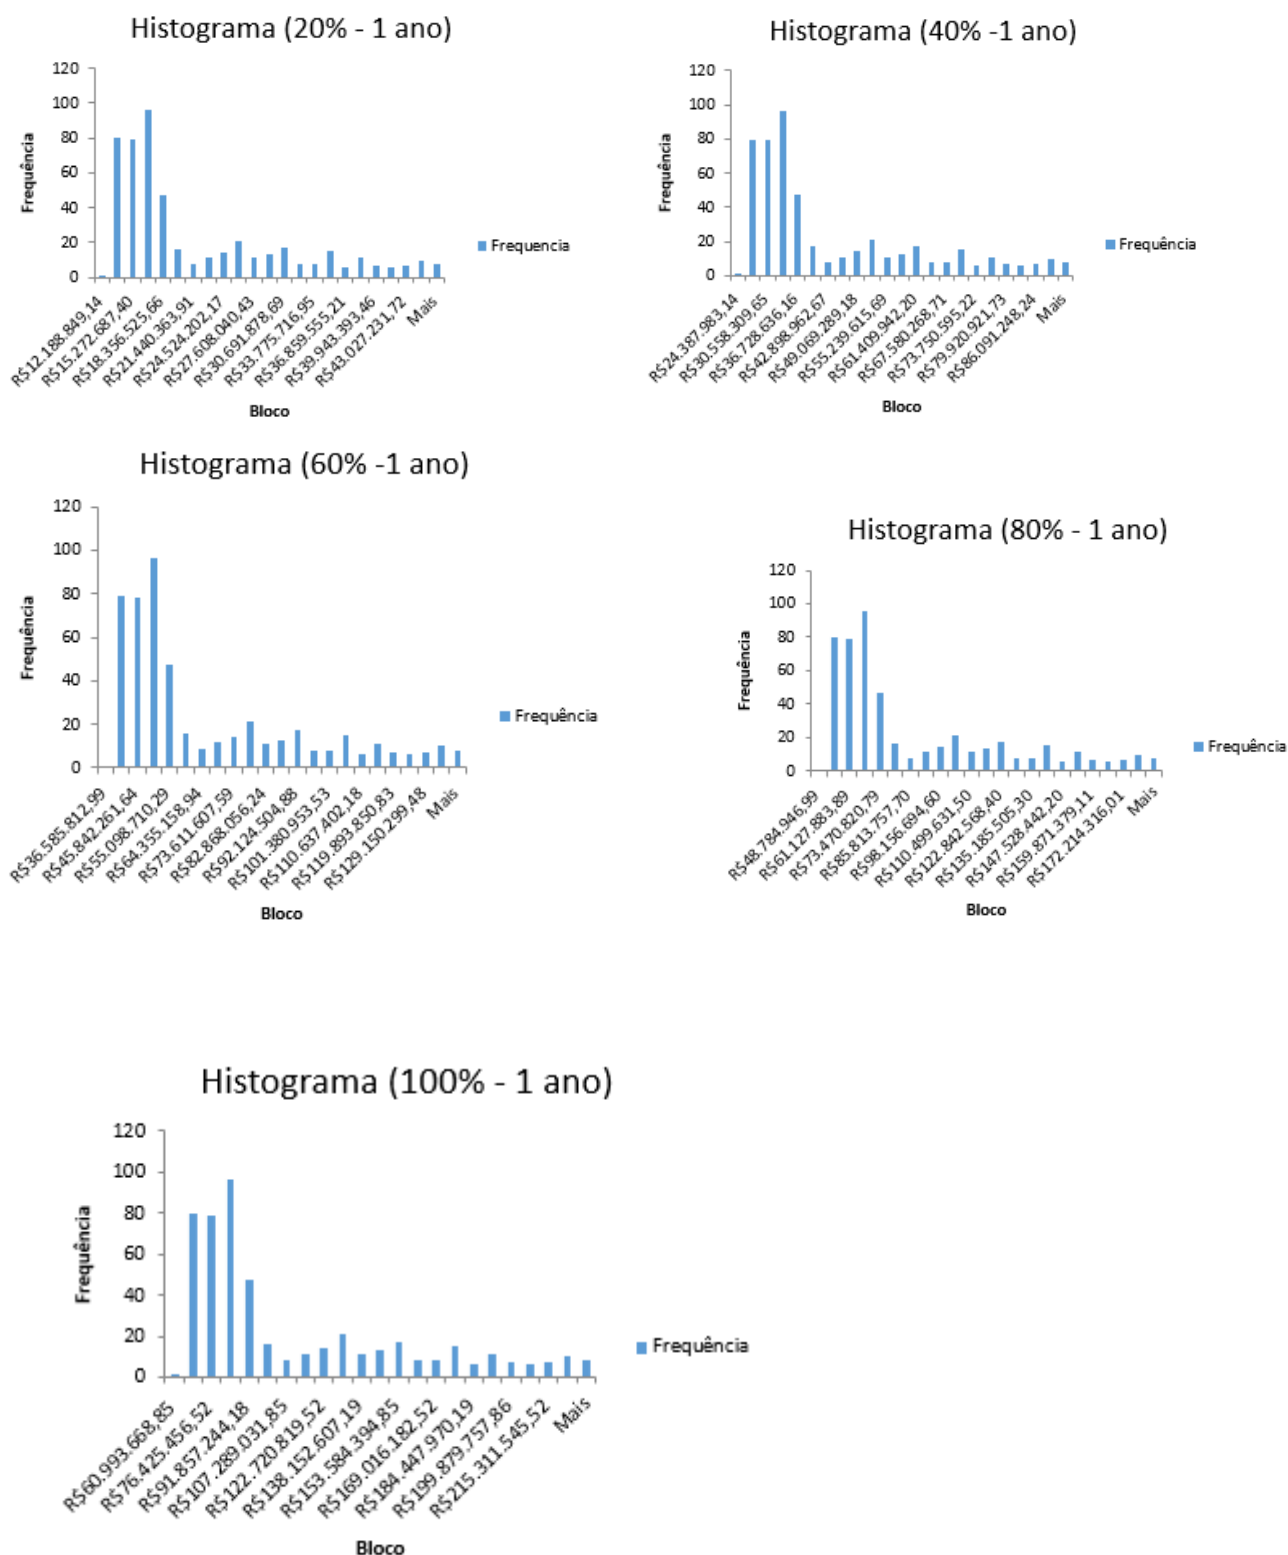 Histograma (20% - 1 ano)
120
100
80
60
40
20
0
Frequência
Frequencia
R$12.188.849,14
R$15.272.687,40
R$18.356.525,66
R$21.440.363,91
R$24.524.202,17
R$27.608.040,43
R$30.691.878,69
R$33.775.716,95
R$36.859.555,21
R$39.943.393,46
R$43.027.231,72
Mais
Bloco
Histograma (40% -1 ano)
120
100
80
60
40
20
0
Frequência
Frequência
R$24.387.983,14
R$30.558.309,65
R$36.728.636,16
R$42.898.962,67
R$49.069.289,18
R$55.239.615,69
R$61.409.942,20
R$67.580.268,71
R$73.750.595,22
R$79.920.921,73
R$86.091.248,24
Mais
Bloco
Histograma (60% -1 ano)
120
100
80
60
40
20
0
Frequência
Frequência
R$36.585.812,99
R$45.842.261,64
R$55.098.710,29
R$64.355.158,94
R$73.611.607,59
R$82.868.056,24
R$92.124.504,88
R$101.380.953,53
R$110.637.402,18
R$119.893.850,83
R$129.150.299,48
Mais
Bloco
Histograma (80% - 1 ano)
120
100
80
60
40
20
0
Frequência
Frequência
R$48.784.946,99
R$61.127.883,89
R$73.470.820,79
R$85.813.757,70
R$98.156.694,60
R$110.499.631,50
R$122.842.568,40
R$135.185.505,30
R$147.528.442,20
R$159.871.379,11
R$172.214.316,01
Mais
Bloco
Histograma (100% - 1 ano)
120
100
80
60
40
20
0
Frequência
Frequência
R$60.993.668,85
R$76.425.456,52
R$91.857.244,18
R$107.289.031,85
R$122.720.819,52
R$138.152.607,19
R$153.584.394,85
R$169.016.182,52
R$184.447.970,19
R$199.879.757,86
R$215.311.545,52
Mais
Bloco